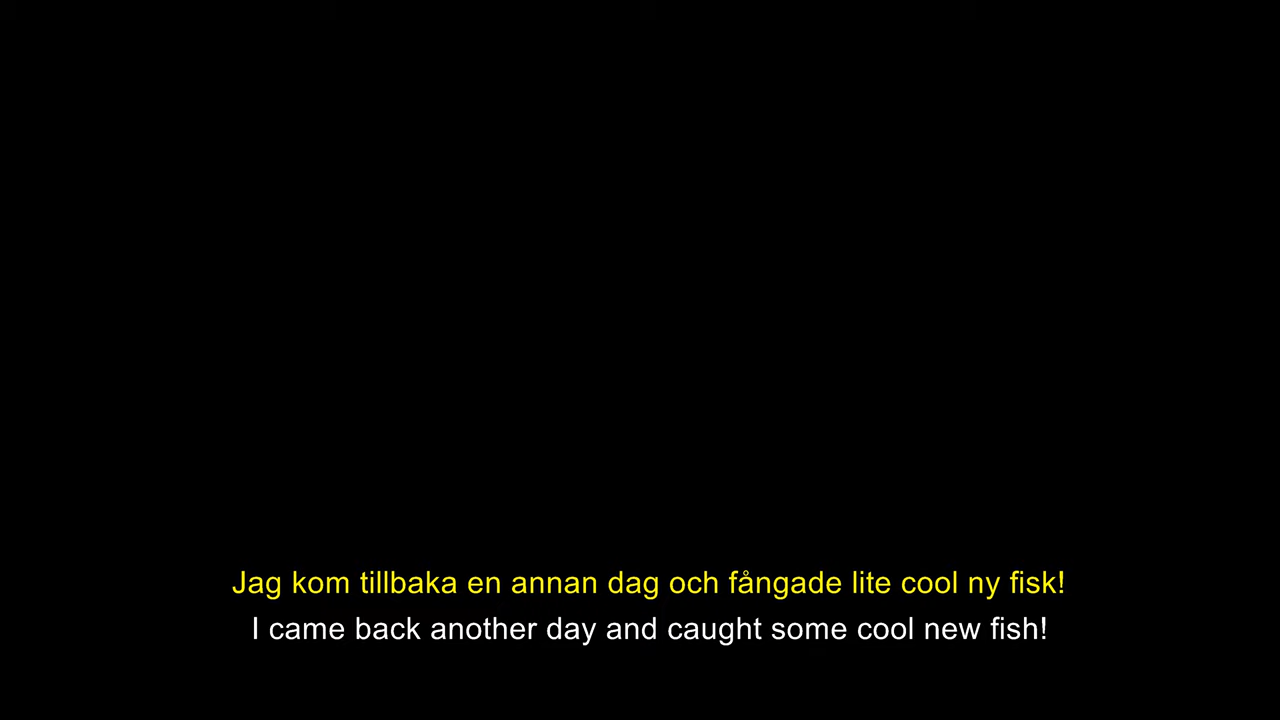 Jag kom tillbaka en annan dag och fångade lite cool ny fisk!
I came back another day and caught some cool new fish!